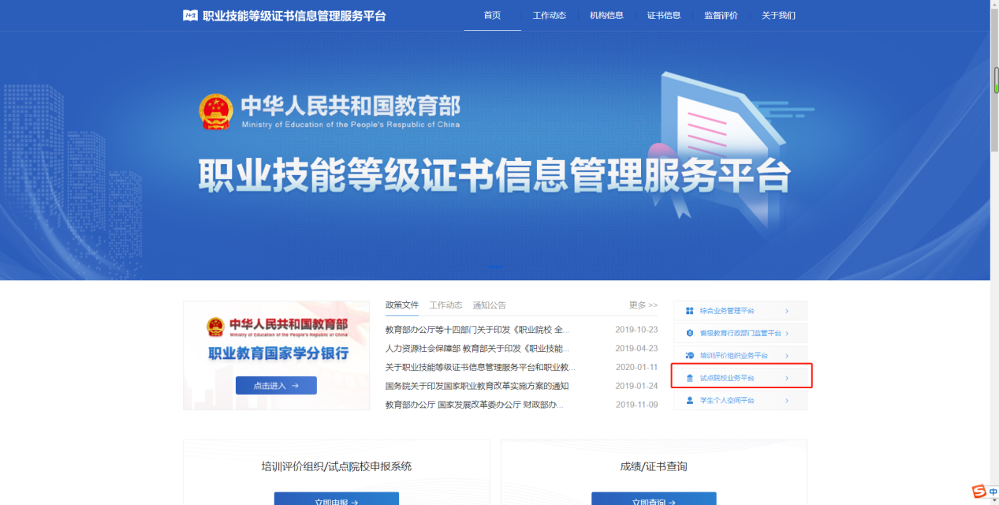 职业技能等级证书信息管理服务平台
首页 工作动态 机构信息 证书信息 监督评价 关于我们
中华人民共和国教育部
Ministry of Education of the People's Respublic of China
职业技能等级证书信息管理服务平台
中华人民共和国教育部
Ministry of Education of the People's Respublic of China
职业教育国家学分银行
点击进入 →
政策文件 工作动态 通知公告 更多 >>
教育部办公厅等十四部门关于印发《职业院校 全... 2019-10-23
人力资源社会保障部 教育部关于印发《职业技能... 2019-04-23
关于职业技能等级证书信息管理服务平台和职业教... 2020-01-11
国务院关于印发国家职业教育改革实施方案的通知 2019-01-24
教育部办公厅 国家发展改革委办公厅 财政部办... 2019-11-09
综合业务管理平台 >
省级教育行政部门监管平台 >
培训评价组织业务平台 >
试点院校业务平台 >
学生个人空间平台 >
培训评价组织/试点院校申报系统
立即申报 →
成绩/证书查询
立即查询 →
中